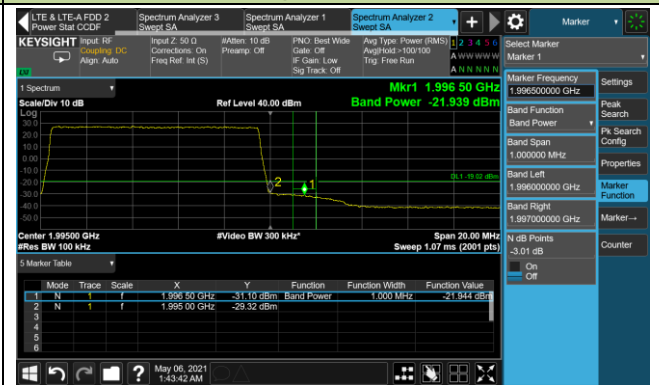 LTE & LTE-A FDD 2
Power Stat CCDF
Spectrum Analyzer 3
Swept SA
Spectrum Analyzer 1
Swept SA
Spectrum Analyzer 2
Swept SA
Marker
KEYSIGHT
Input: RF
Coupling: DC
Align: Auto
Input Z: 50 Ω
Corrections: On
Freq Ref: Int (S)
#Atten: 10 dB
Preamp: Off
PNO: Best Wide
Gate: Off
IF Gain: Low
Sig Track: Off
Avg Type: Power (RMS)
Avg|Hold:>100/100
Trig: Free Run
1 2 3 4 5 6
A W W W W W
A N N N N N
Select Marker
Marker 1
1 Spectrum
Scale/Div 10 dB
Ref Level 40.00 dBm
Mkr1 1.996 50 GHz
Band Power -21.939 dBm
Log
30.0
20.0
10.0
0.00
-10.0
-20.0
-30.0
-40.0
-50.0
DL1 -19.02 dBm
2
1
Center 1.99500 GHz
#Res BW 100 kHz
#Video BW 300 kHz*
Span 20.00 MHz
Sweep 1.07 ms (2001 pts)
5 Marker Table
Mode Trace Scale X Y Function Function Width Function Value
1 N 1 f 1.996 50 GHz -31.10 dBm Band Power 1.000 MHz -21.944 dBm
2 N 1 f 1.995 00 GHz -29.32 dBm
3
4
5
6
Marker Frequency
1.996500000 GHz
Band Function
Band Power
Band Span
1.000000 MHz
Band Left
1.996000000 GHz
Band Right
1.997000000 GHz
N dB Points
-3.01 dB
On
Off
Settings
Peak
Search
Pk Search
Config
Properties
Marker
Function
Marker→
Counter
?
May 06, 2021
1:43:42 AM